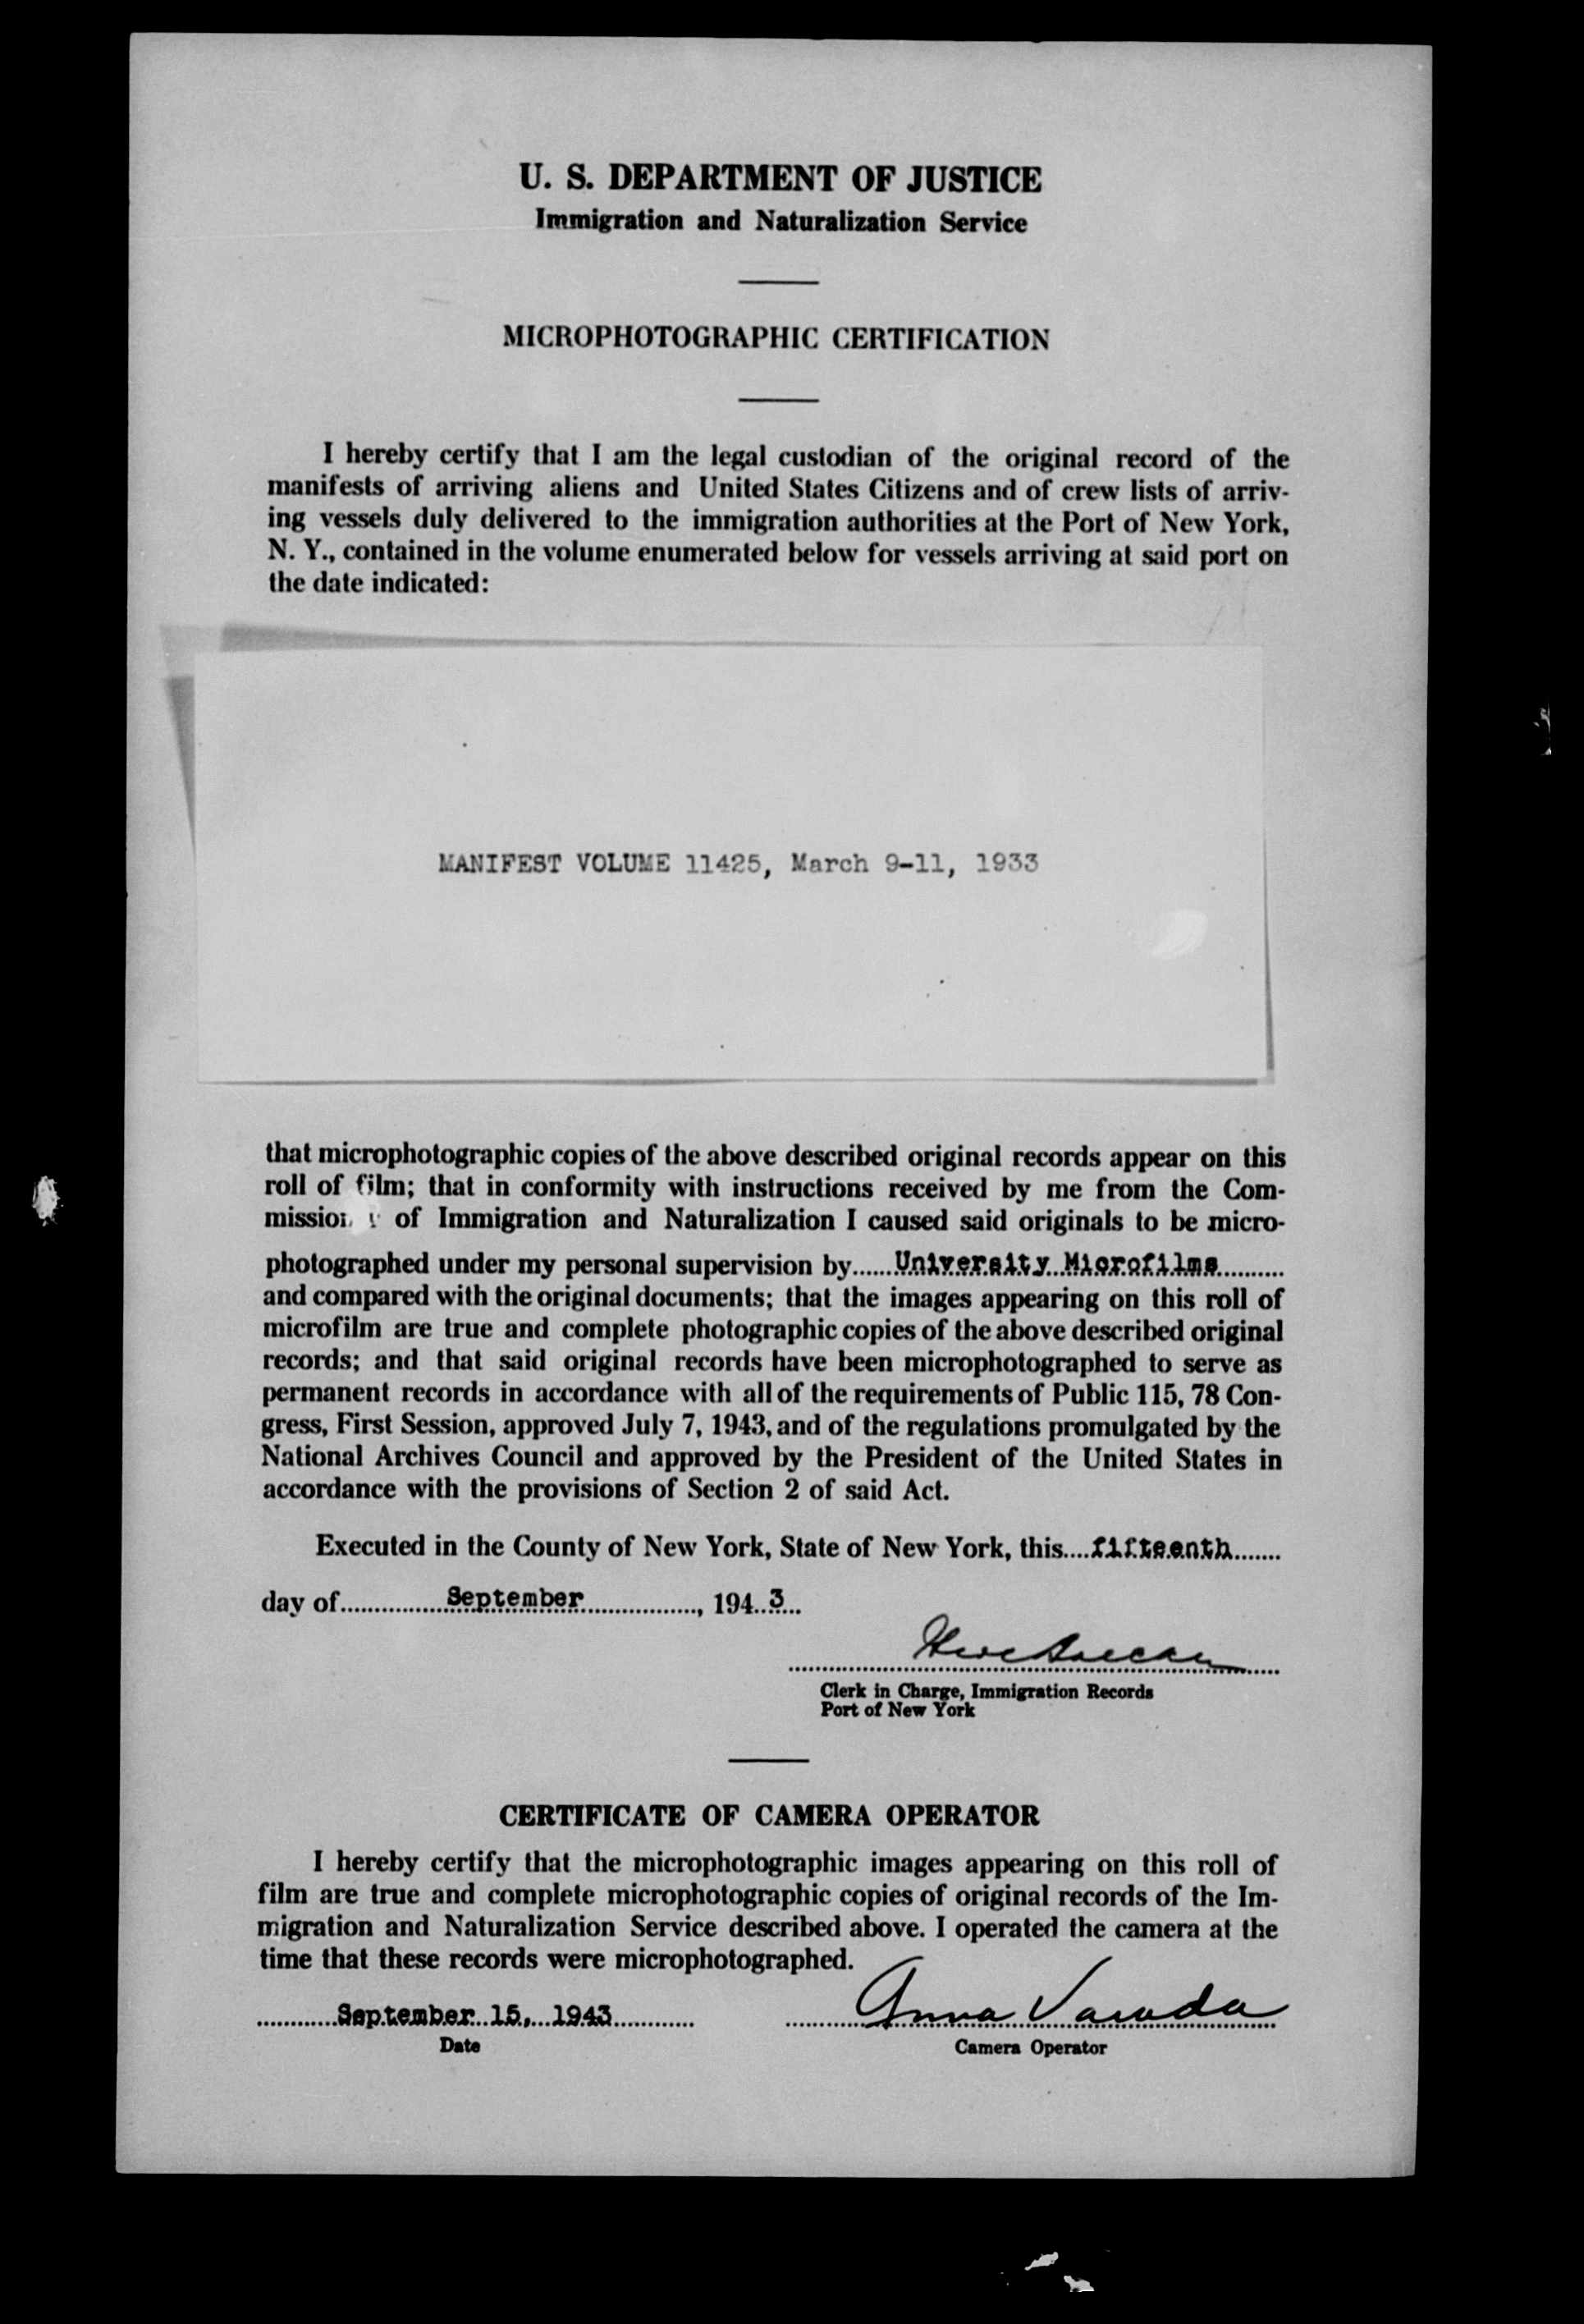 U. S. DEPARTMENT OF JUSTICE
Immigration and Naturalization Service
MICROPHOTOGRAPHIC CERTIFICATION
I hereby certify that I am the legal custodian of the original record of the
manifests of arriving aliens and United States Citizens and of crew lists of arriv-
ing vessels duly delivered to the immigration authorities at the Port of New York,
N. Y., contained in the volume enumerated below for vessels arriving at said port on
the date indicated:
MANIFEST VOLUME 11425, March 9-11, 1933
that microphotographic copies of the above described original records appear on this
roll of film; that in conformity with instructions received by me from the Com-
of Immigration and Naturalization I caused said originals to be micro-
photographed under my personal supervision by......University Microfilms..........
and compared with the original documents; that the images appearing on this roll of
microfilm are true and complete photographic copies of the above described original
records; and that said original records have been microphotographed to serve as
permanent records in accordance with all of the requirements of Public 115, 78 Con-
gress, First Session, approved July 7, 1943, and of the regulations promulgated by the
National Archives Council and approved by the President of the United States in
accordance with the provisions of Section 2 of said Act.
Executed in the County of New York, State of New York, this....fifteenth.......
day of...............September................., 194..3...
Clerk in Charge, Immigration Records
Port of New York
CERTIFICATE OF CAMERA OPERATOR
I hereby certify that the microphotographic images appearing on this roll of
film are true and complete microphotographic copies of original records of the Im-
migration and Naturalization Service described above. I operated the camera at the
time that these records were microphotographed.
............September 15, 1943............ Anna
Date Camera Operator